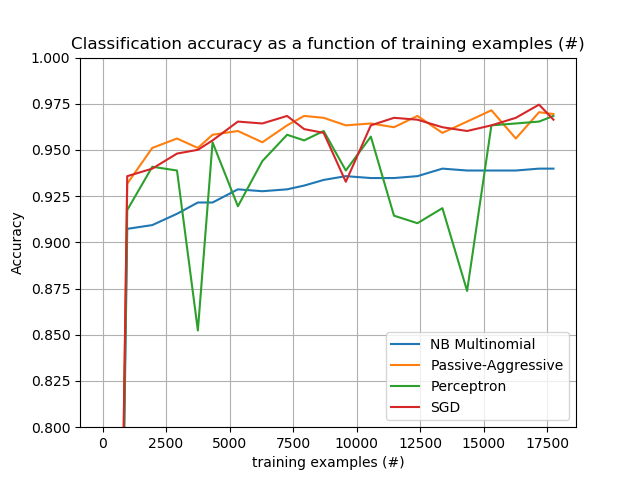 Classification accuracy as a function of training examples (#)
1.000
0.975
0.950
0.925
0.900
0.875
0.850
0.825
0.800
Accuracy
NB Multinomial
Passive-Aggressive
Perceptron
SGD
0 2500 5000 7500 10000 12500 15000 17500
training examples (#)